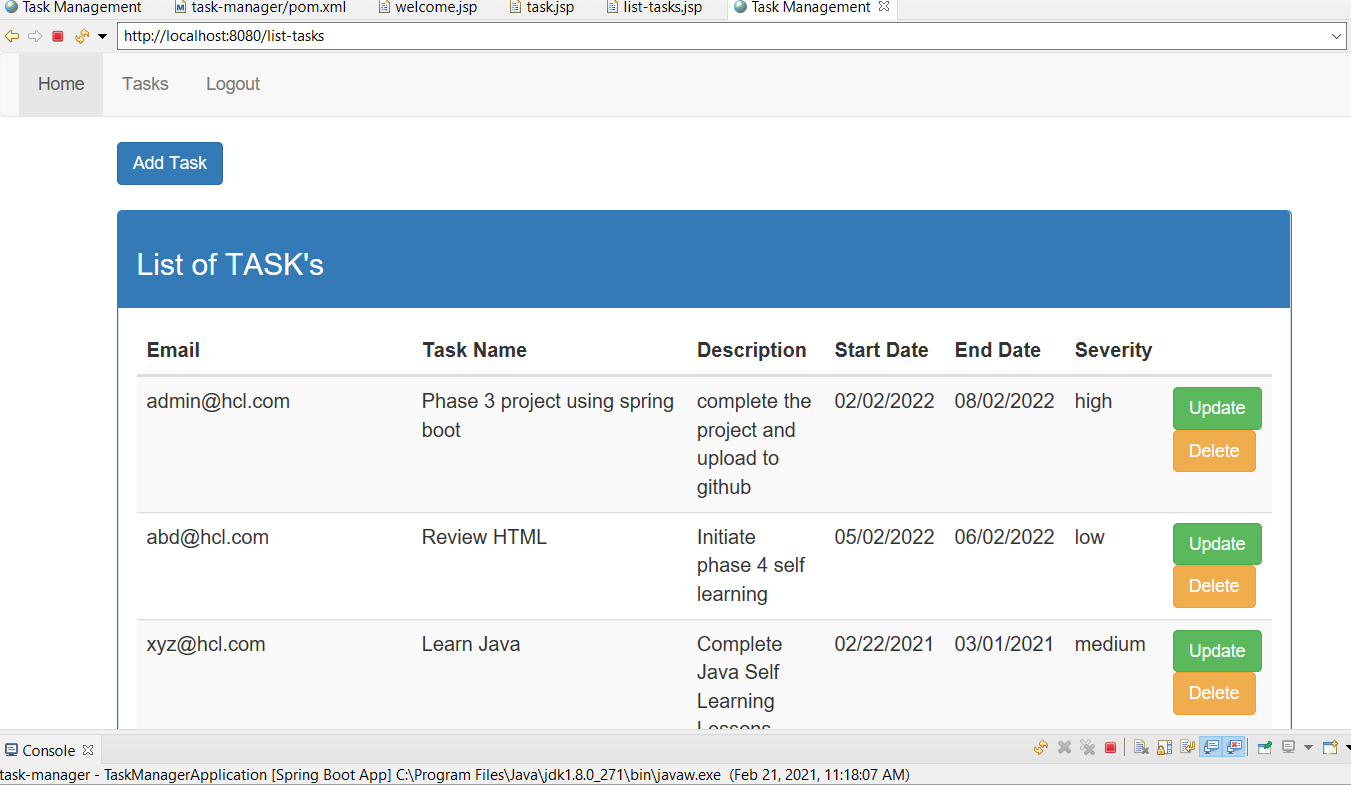 Task Management task-manager/pom.xml welcome.jsp task.jsp list-tasks.jsp Task Management
http://localhost:8080/list-tasks
Home Tasks Logout
Add Task
List of TASK's
Email Task Name Description Start Date End Date Severity
admin@hcl.com Phase 3 project using spring complete the 02/02/2022 08/02/2022 high Update
boot project and
upload to Delete
github
abd@hcl.com Review HTML Initiate 05/02/2022 06/02/2022 low Update
phase 4 self
learning Delete
xyz@hcl.com Learn Java Complete 02/22/2021 03/01/2021 medium Update
Java Self
Learning Delete
Lessons
Console
task-manager - TaskManagerApplication [Spring Boot App] C:\Program Files\Java\jdk1.8.0_271\bin\javaw.exe (Feb 21, 2021, 11:18:07 AM)